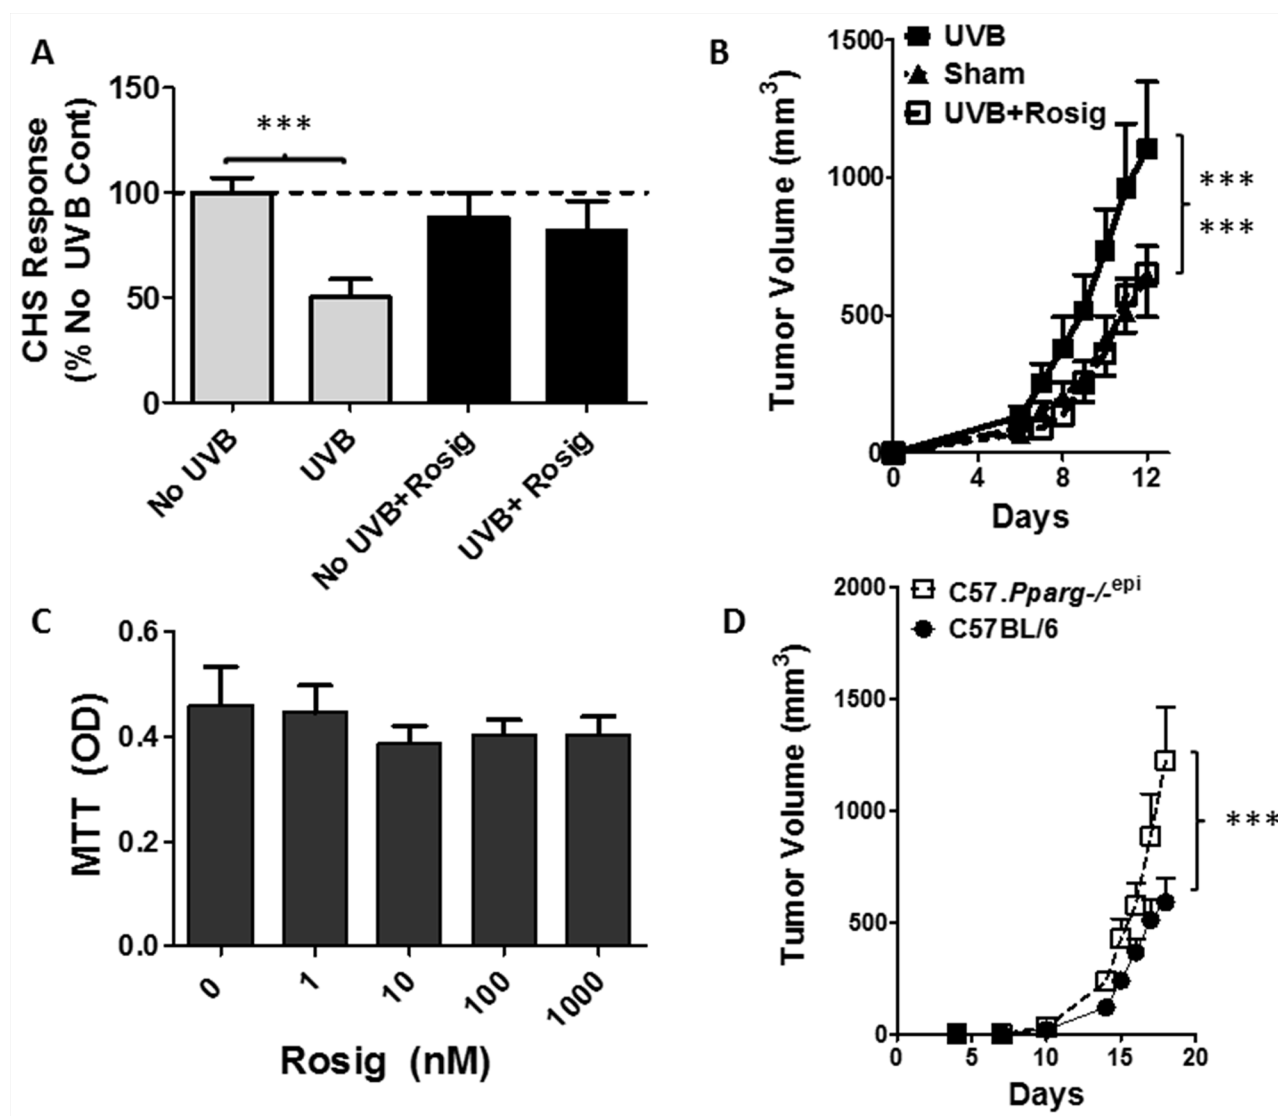 A
CHS Response
(% No UVB Cont)
150
100
50
0
***
No UVB
UVB
No UVB+Rosig
UVB+ Rosig
B
Tumor Volume (mm³)
1500
1000
500
0
UVB
Sham
UVB+Rosig
***
***
0 4 8 12
Days
C
MTT (OD)
0.6
0.4
0.2
0.0
0 1 10 100 1000
Rosig (nM)
D
Tumor Volume (mm³)
2000
1500
1000
500
0
C57.Pparg-/-epi
C57BL/6
***
0 5 10 15 20
Days